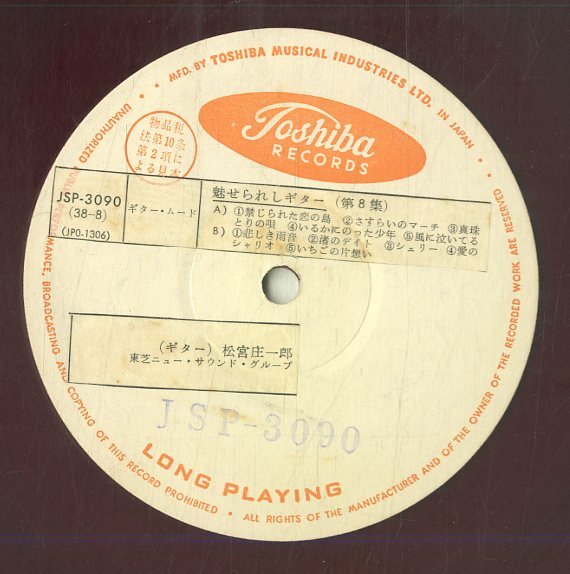 • MFD. BY TOSHIBA MUSICAL INDUSTRIES LTD. IN JAPAN •
Toshiba
RECORDS
物品税
法第10条
第2項に
よる見本
JSP-3090
(38-8)
(JPO-1306)
ギター・ムード
魅せられしギター (第8集)
A) ①禁じられた恋の島 ②さすらいのマーチ ③真珠
とりの唄 ④いるかにのった少年 ⑤風に泣いてる
B) ①悲しき雨音 ②渚のデイト ③シェリー ④愛の
シャリオ ⑤いちごの片想い
(ギター) 松宮庄一郎
東芝ニュー・サウンド・グループ
JSP-3090
LONG PLAYING
UNAUTHORIZED
MANCE, BROADCASTING AND COPYING OF THIS RECORD PROHIBITED • ALL RIGHTS OF THE MANUFACTURER AND OF THE OWNER OF THE RECORDED WORK ARE RESERVED